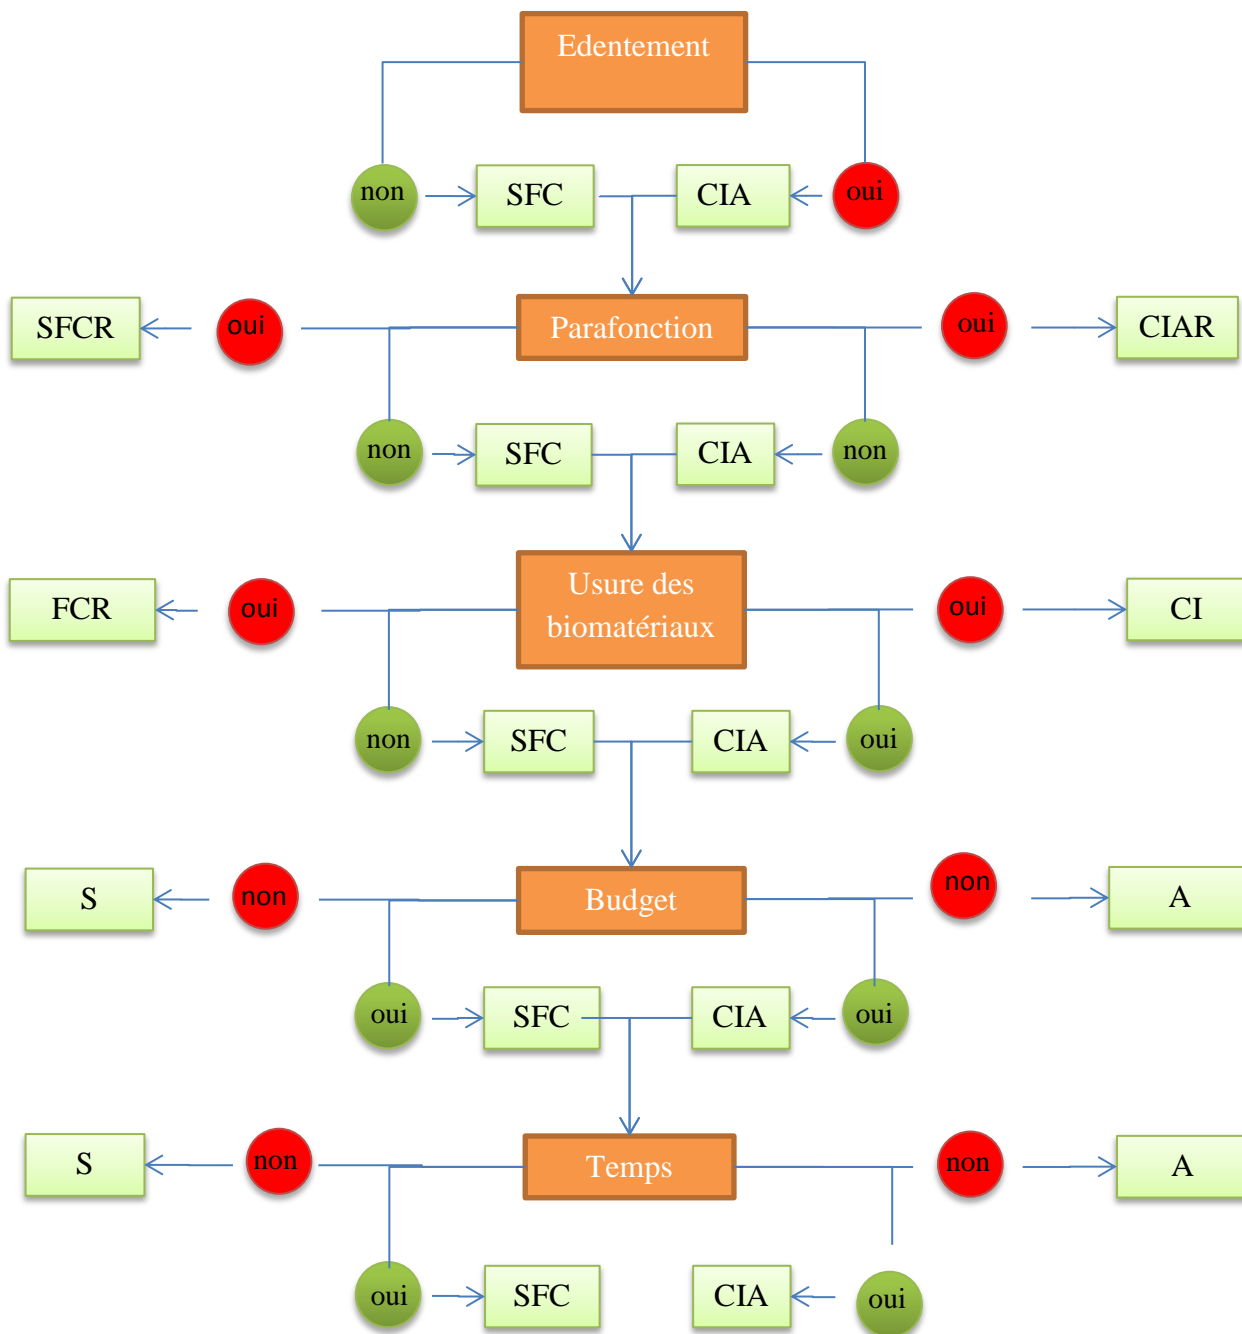 Edentement
non
SFC
CIA
oui
SFCR
oui
Parafonction
oui
CIAR
non
SFC
CIA
non
FCR
oui
Usure des
biomatëriaux
oui
CI
non
SFC
CIA
oui
S
non
Budget
non
A
oui
SFC
CIA
oui
S
non
Temps
non
A
oui
SFC
CIA
oui